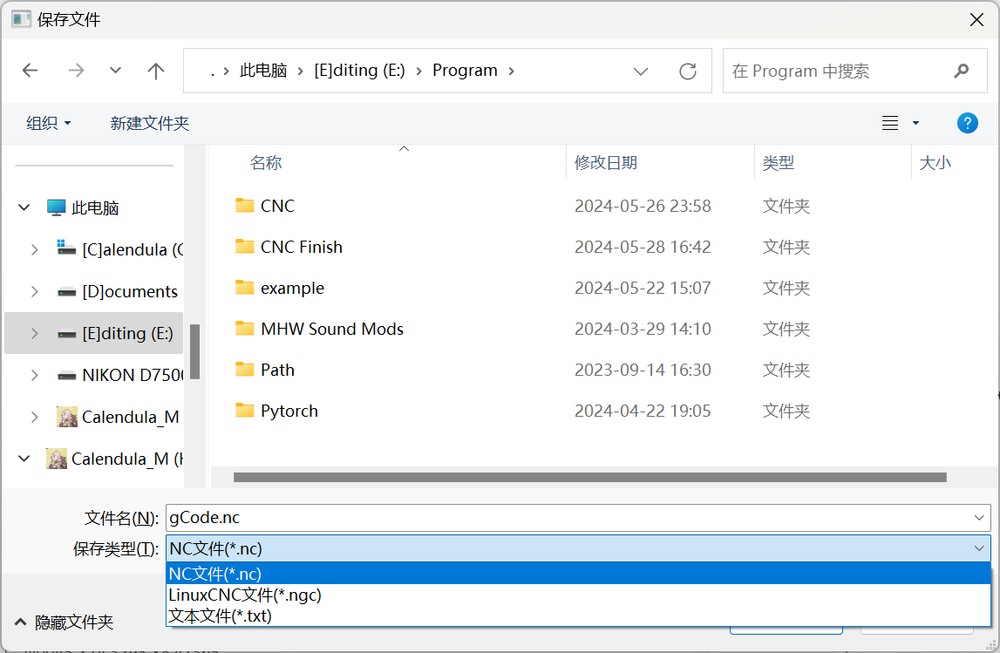 保存文件
. > 此电脑 > [E]diting (E:) > Program >
在 Program 中搜索
组织
新建文件夹
?
名称 修改日期 类型 大小
此电脑
[C]alendula (C
[D]ocuments
[E]diting (E:)
NIKON D750
Calendula_M
Calendula_M (
CNC 2024-05-26 23:58 文件夹
CNC Finish 2024-05-28 16:42 文件夹
example 2024-05-22 15:07 文件夹
MHW Sound Mods 2024-03-29 14:10 文件夹
Path 2023-09-14 16:30 文件夹
Pytorch 2024-04-22 19:05 文件夹
文件名(N): gCode.nc
保存类型(T): NC文件(*.nc)
NC文件(*.nc)
LinuxCNC文件(*.ngc)
文本文件(*.txt)
隐藏文件夹